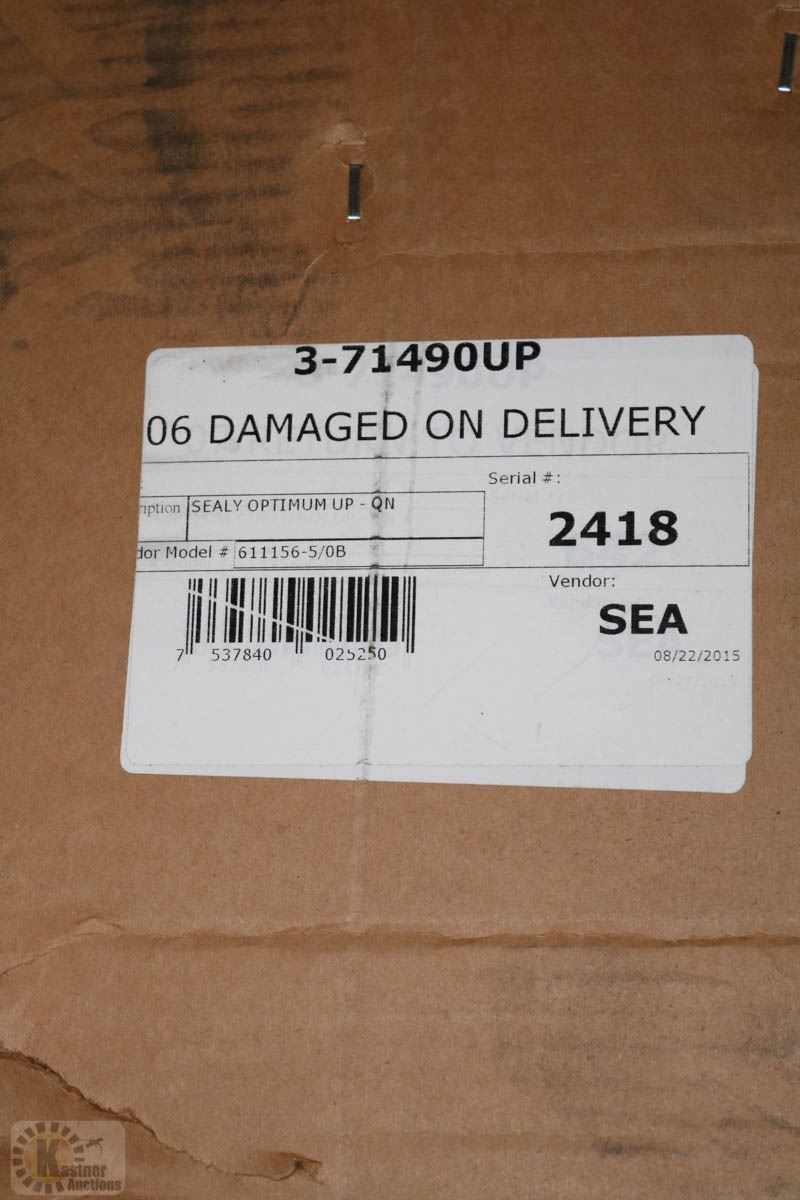 3-71490UP
06 DAMAGED ON DELIVERY
Serial #:
ription SEALY OPTIMUM UP - QN
2418
dor Model # 611156-5/0B
Vendor:
SEA
7 537840 025250
08/22/2015
Kastner
Auctions